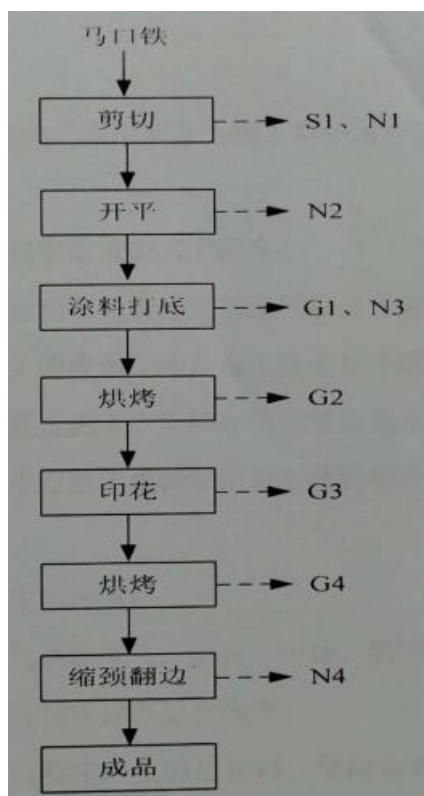 马口铁
剪切 S1、N1
开平 N2
涂料打底 G1、N3
烘烤 G2
印花 G3
烘烤 G4
缩颈翻边 N4
成品